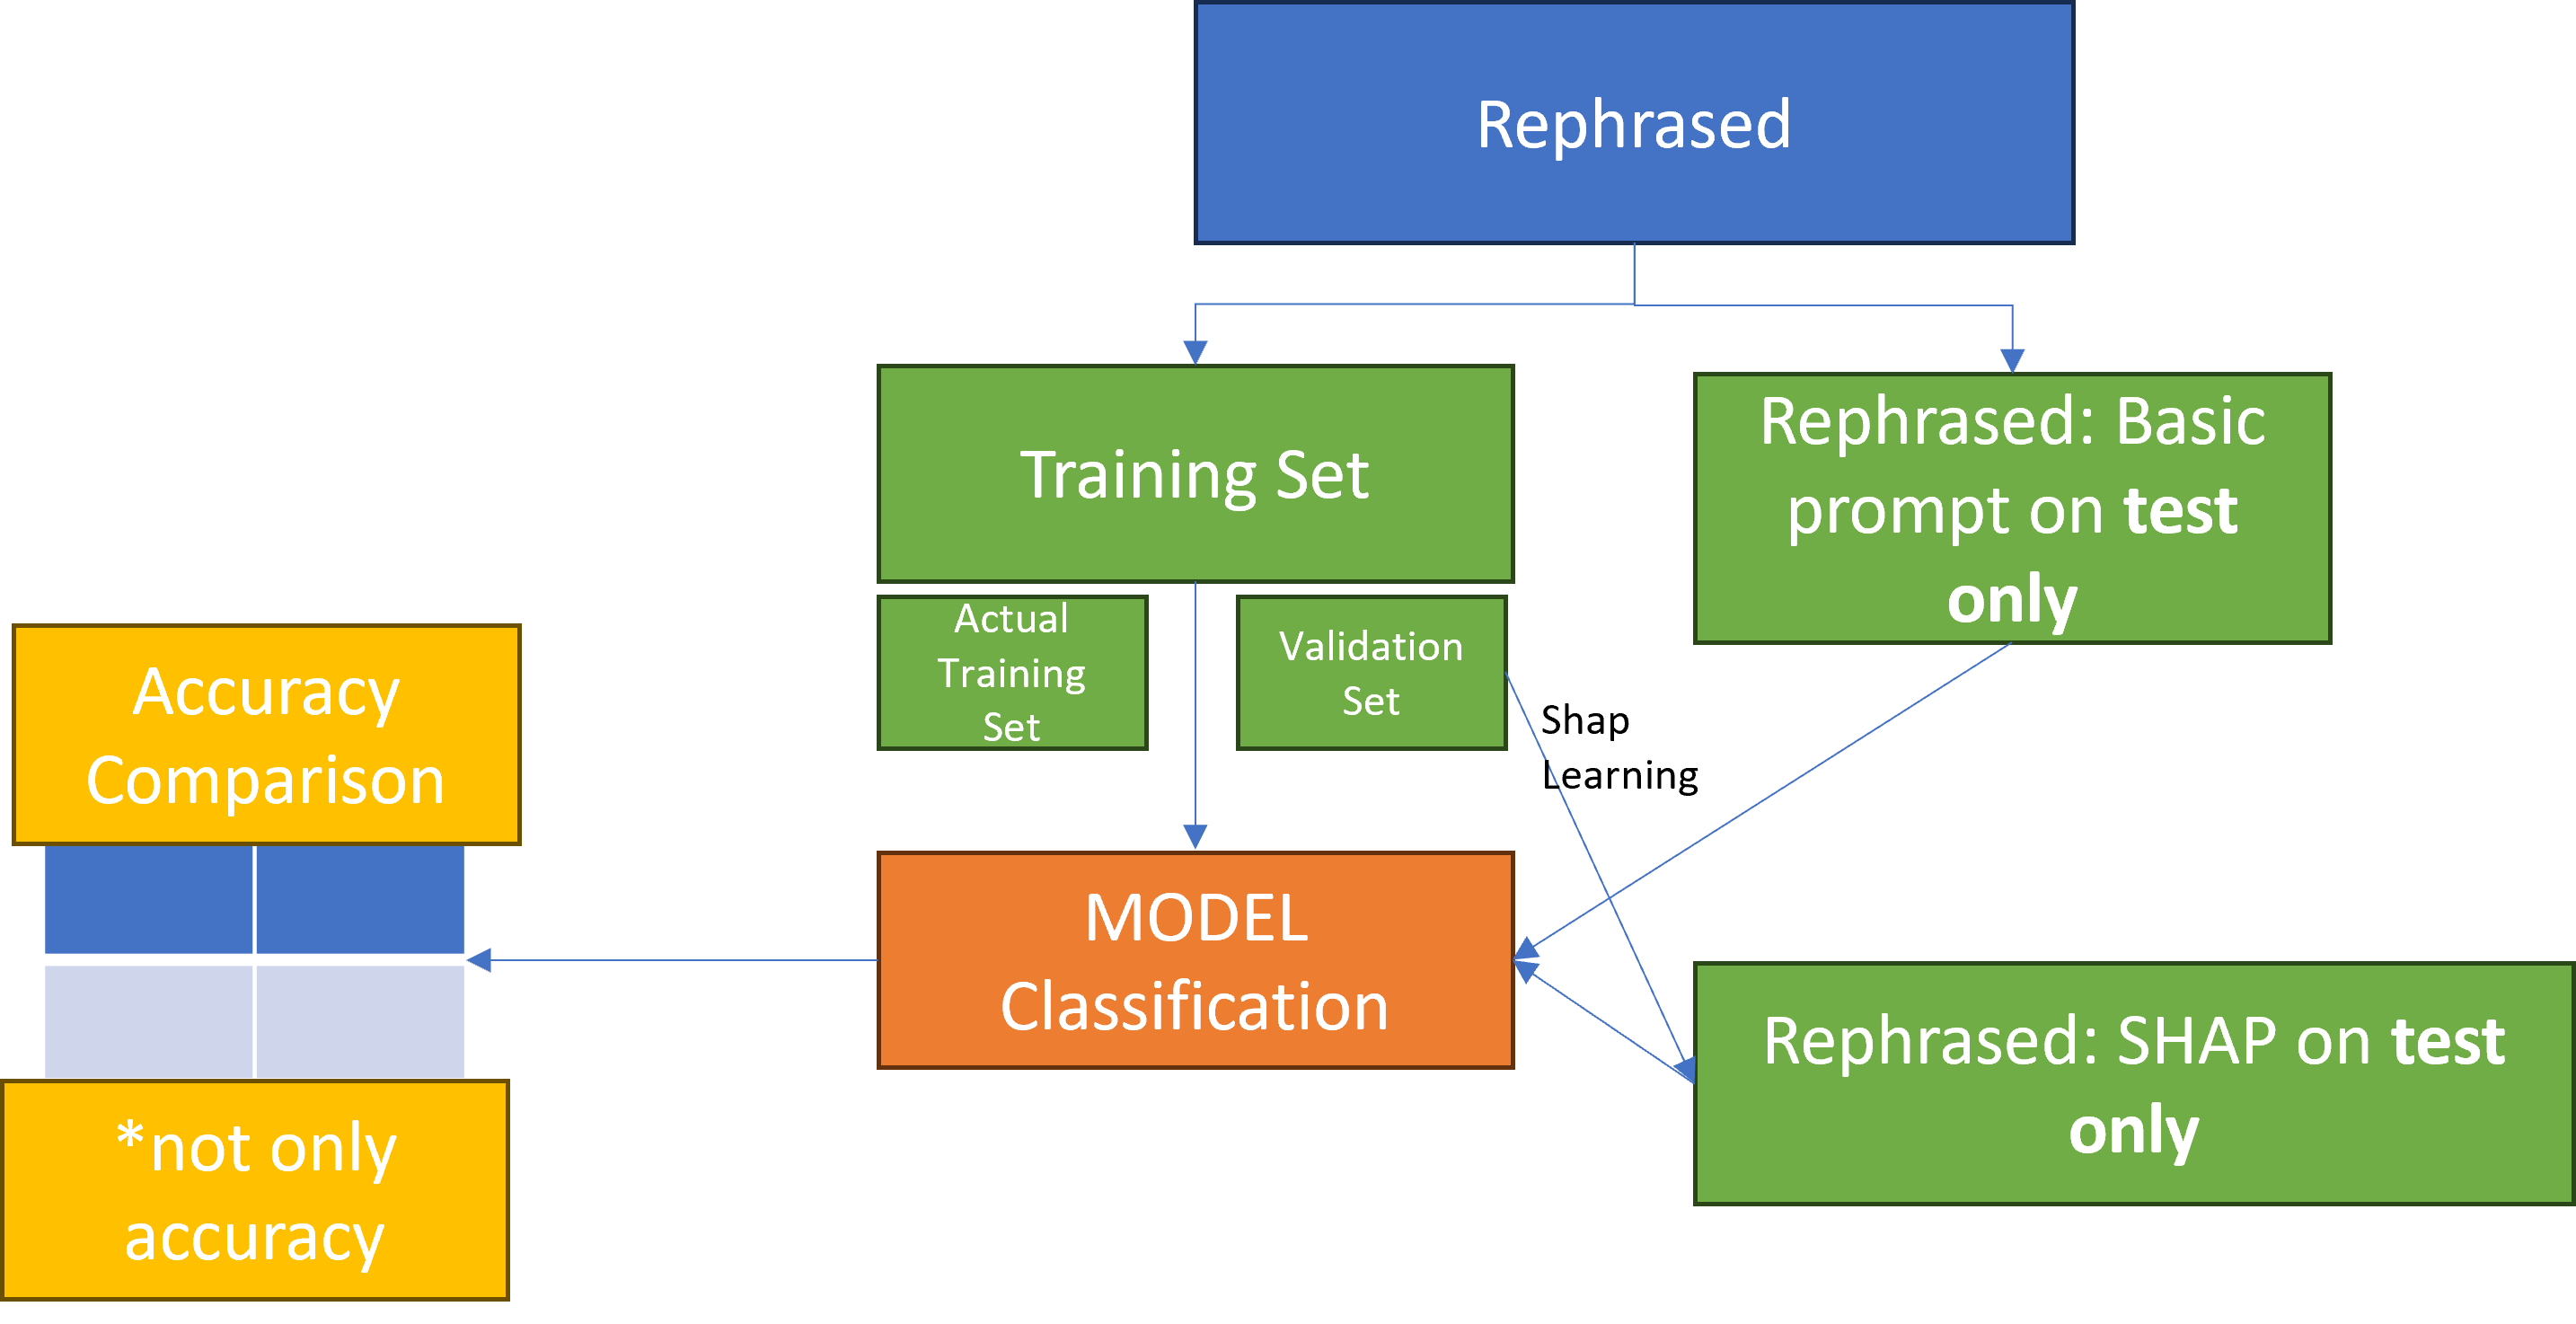 Rephrased
Training Set
Rephrased: Basic
prompt on test
only
Actual
Training
Set
Validation
Set
Shap
Learning
Accuracy
Comparison
MODEL
Classification
Rephrased: SHAP on test
only
*not only
accuracy